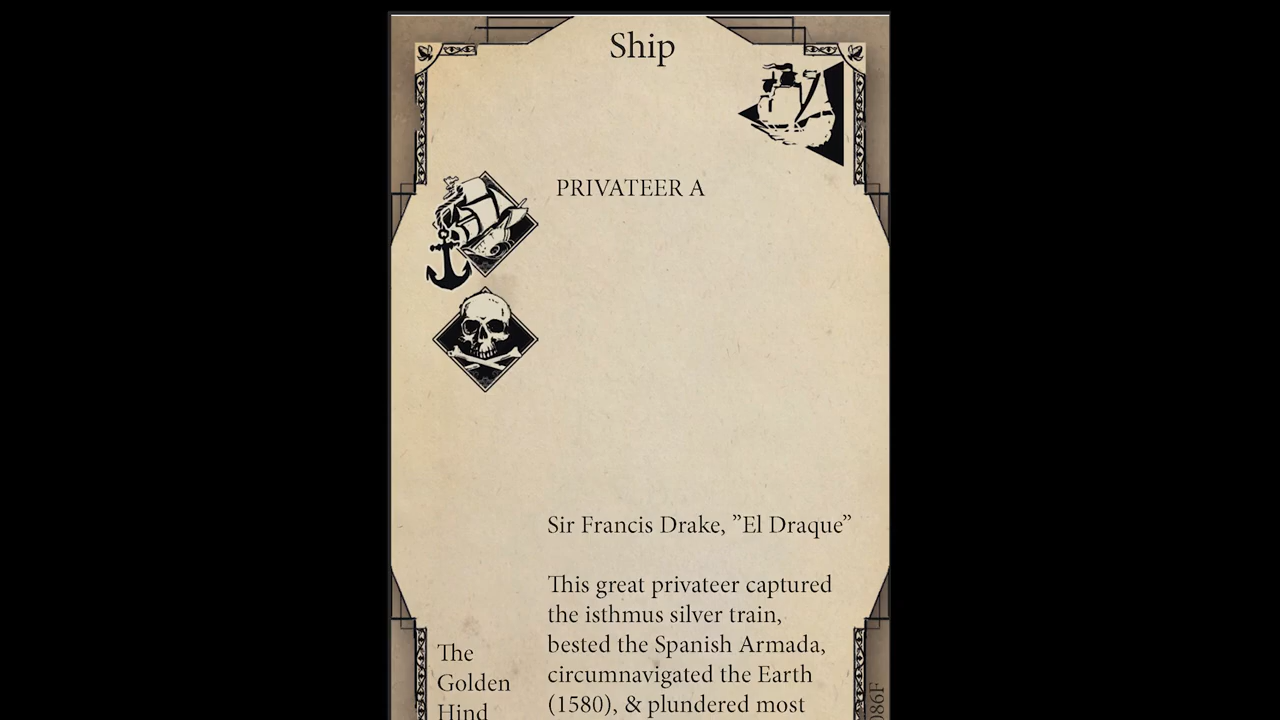 Ship
PRIVATEER A
Sir Francis Drake, ”El Draque”
This great privateer captured
the isthmus silver train,
bested the Spanish Armada,
circumnavigated the Earth
(1580), & plundered most
The
Golden
Hind
086F